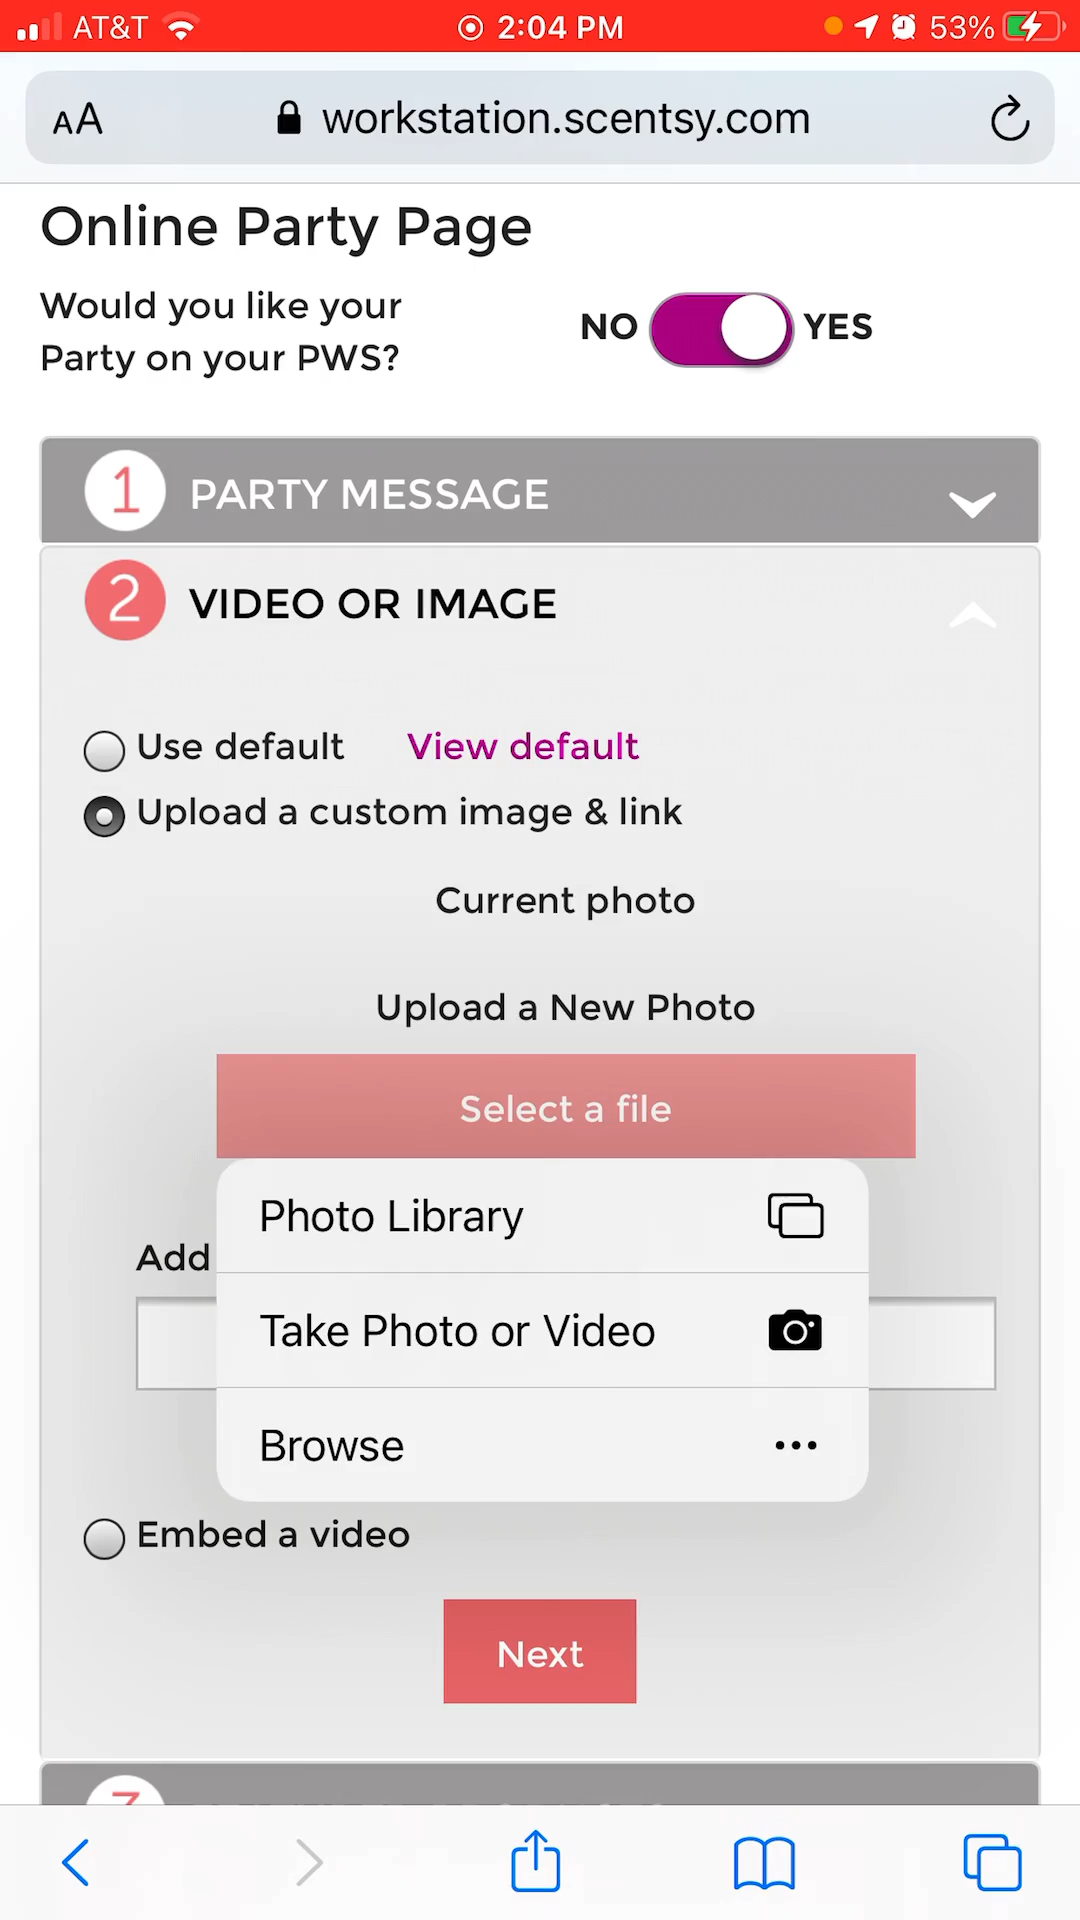 AT&T
2:04 PM
53%
AA
workstation.scentsy.com
Online Party Page
Would you like your
Party on your PWS?
NO
YES
1 PARTY MESSAGE
2 VIDEO OR IMAGE
Use default
View default
Upload a custom image & link
Current photo
Upload a New Photo
Select a file
Photo Library
Add
Take Photo or Video
Browse
Embed a video
Next